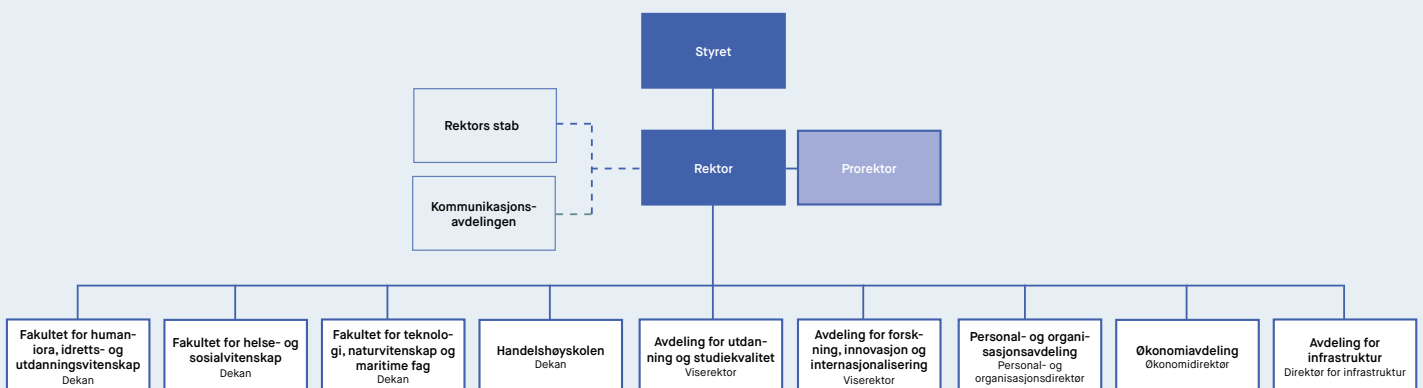 Styret
Rektors stab
Rektor
Prorektor
Kommunikasjons-
avdelingen
Fakultet for human-
iora, idretts- og
utdanningsvitenskap
Dekan
Fakultet for helse- og
sosialvitenskap
Dekan
Fakultet for teknolo-
gi, naturvitenskap og
maritime fag
Dekan
Handelshøyskolen
Dekan
Avdeling for utdan-
ning og studiekvalitet
Viserektor
Avdeling for forsk-
ning, innovasjon og
internasjonalisering
Viserektor
Personal- og organi-
sasjonsavdeling
Personal- og
organisasjonsdirektør
Økonomiavdeling
Økonomidirektør
Avdeling for
infrastruktur
Direktør for infrastruktur